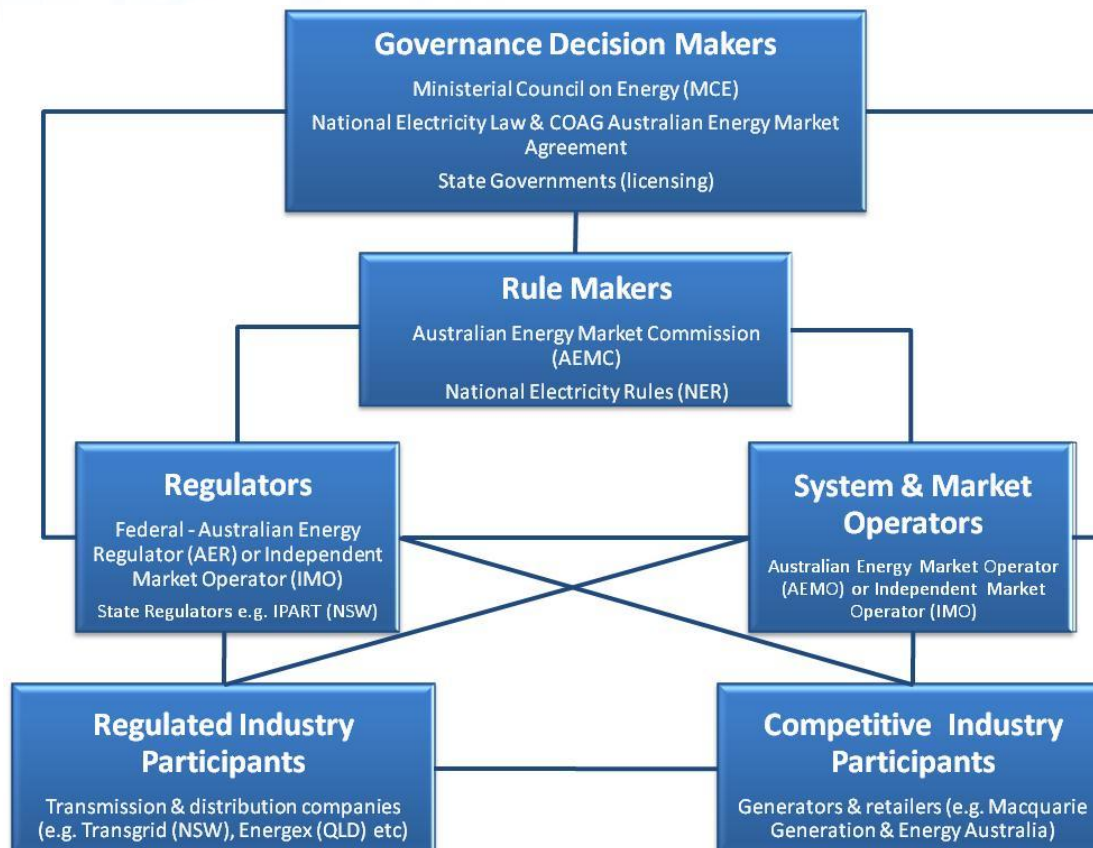 Governance Decision Makers
Ministerial Council on Energy (MCE)
National Electricity Law & COAG Australian Energy Market
Agreement
State Governments (licensing)
Rule Makers
Australian Energy Market Commission
(AEMC)
National Electricity Rules (NER)
Regulators
Federal - Australian Energy
Regulator (AER) or Independent
Market Operator (IMO)
State Regulators e.g. IPART (NSW)
System & Market
Operators
Australian Energy Market Operator
(AEMO) or Independent Market
Operator (IMO)
Regulated Industry
Participants
Transmission & distribution companies
(e.g. Transgrid (NSW), Energex (QLD) etc)
Competitive Industry
Participants
Generators & retailers (e.g. Macquarie
Generation & Energy Australia)